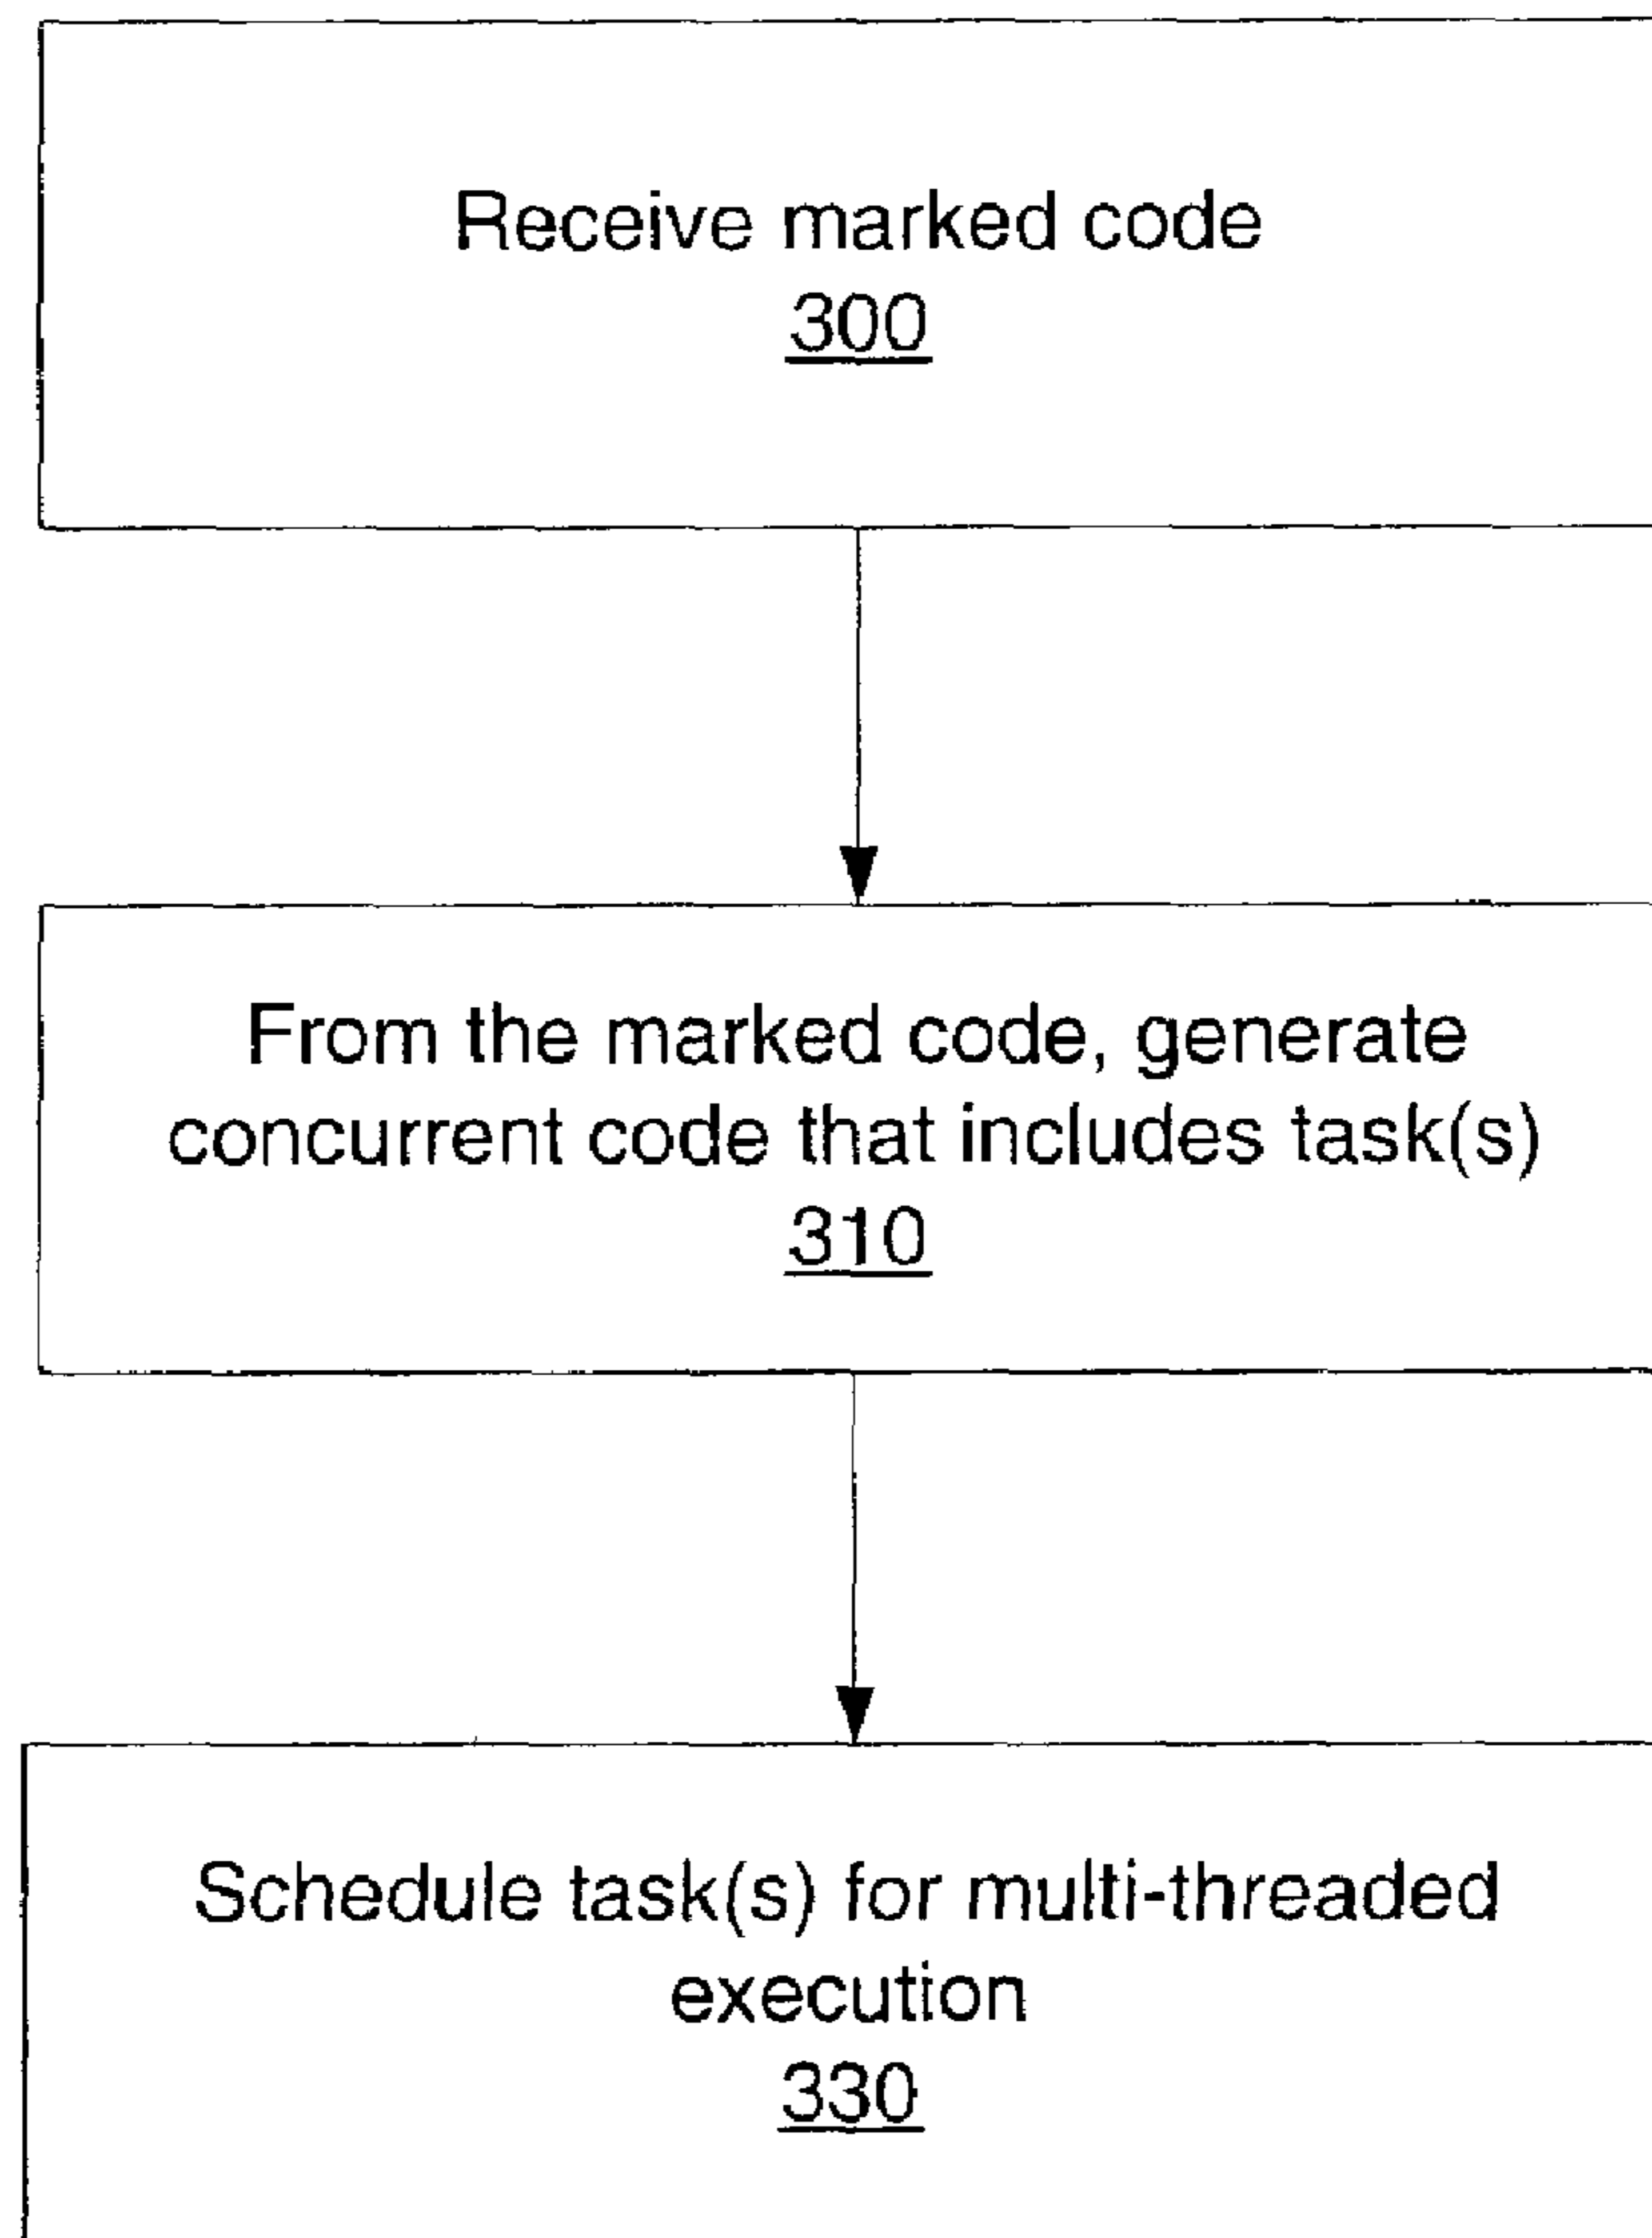 Receive marked code
300
From the marked code, generate
concurrent code that includes task(s)
310
Schedule task(s) for multi-threaded
execution
330